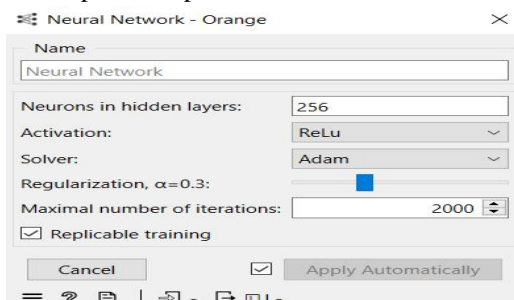 Neural Network - Orange
Name
Neural Network
Neurons in hidden layers: 256
Activation: ReLu
Solver: Adam
Regularization, α=0.3:
Maximal number of iterations: 2000
Replicable training
Cancel Apply Automatically